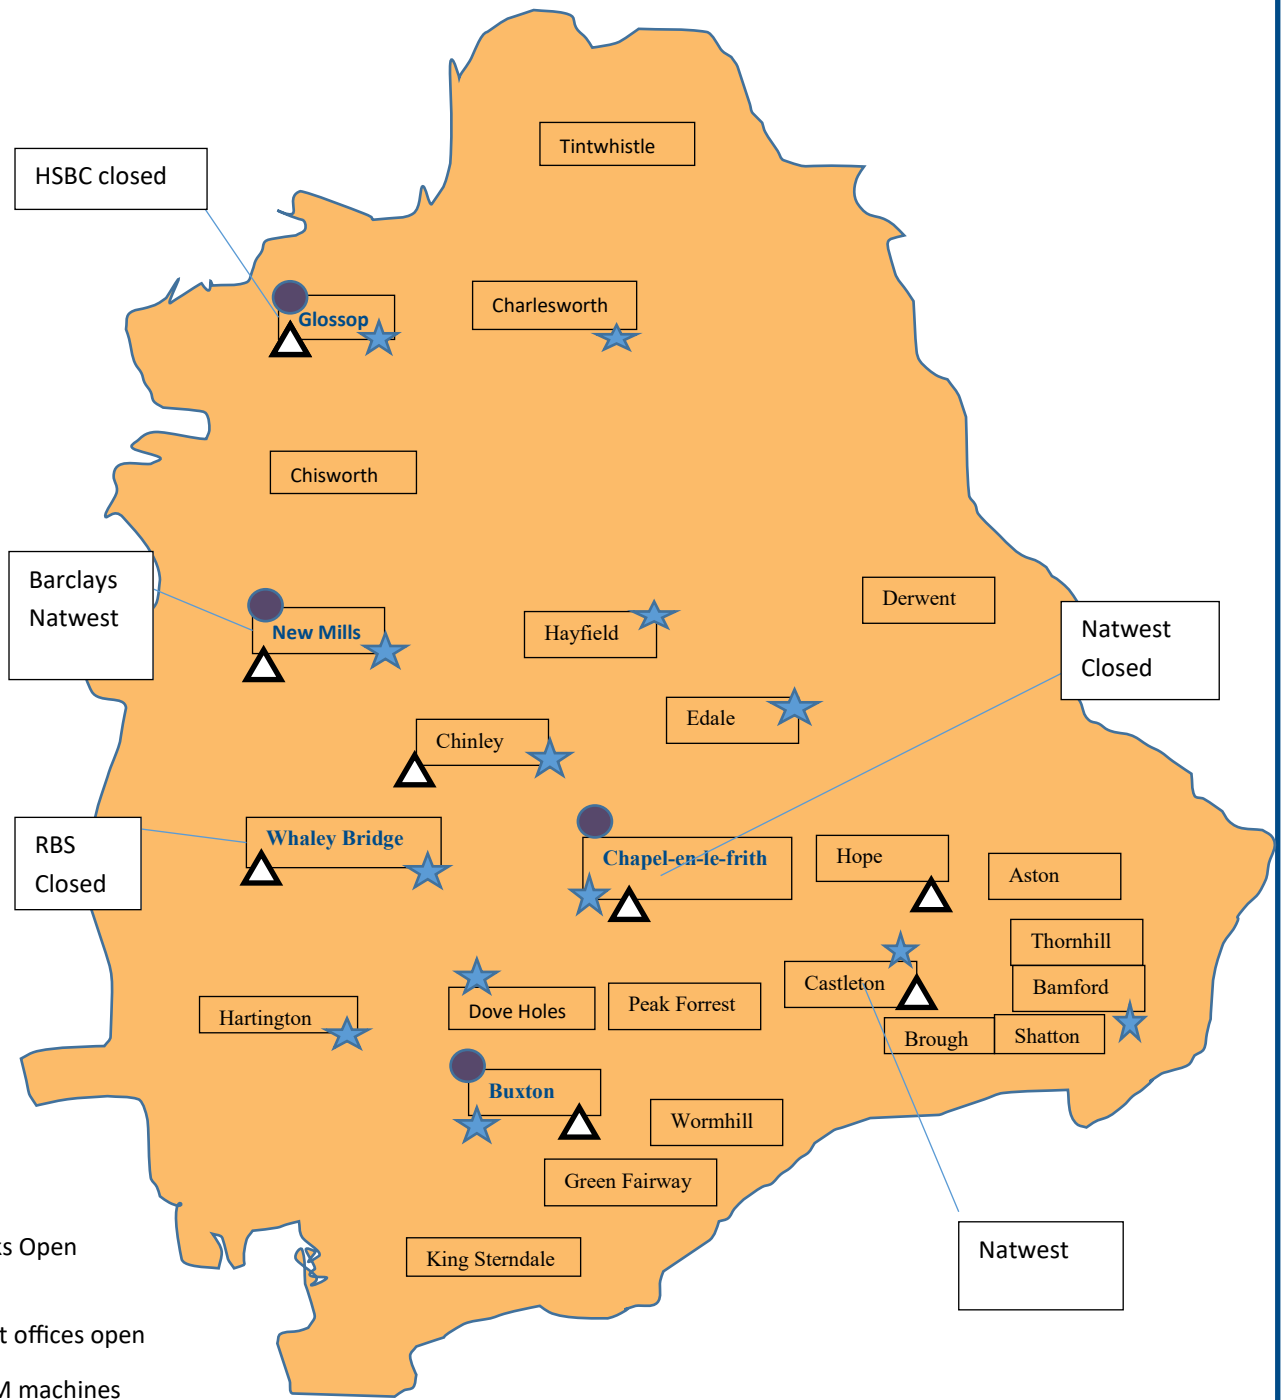 Tintwhistle
HSBC closed
Charlesworth
Glossop
Chisworth
Barclays
Natwest
Derwent
New Mills
Hayfield
Natwest
Closed
Edale
Chinley
RBS
Closed
Whaley Bridge
Chapel-en-le-frith
Hope
Aston
Thornhill
Castleton
Bamford
Hartington
Dove Holes
Peak Forrest
Brough
Shatton
Buxton
Wormhill
Green Fairway
King Sterndale
Natwest
Open
offices open
machines